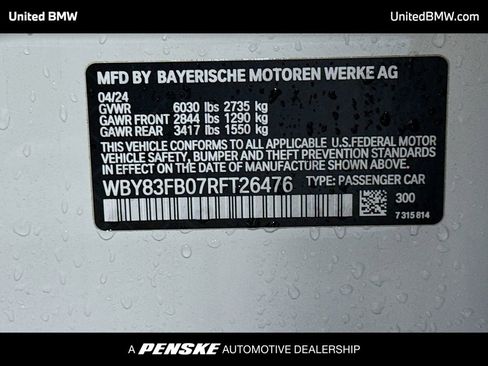 United BMW UnitedBMW.com
MFD BY BAYERISCHE MOTOREN WERKE AG
04/24
GVWR 6030 lbs 2735 kg
GAWR FRONT 2844 lbs 1290 kg
GAWR REAR 3417 lbs 1550 kg
THIS VEHICLE CONFORMS TO ALL APPLICABLE U.S.FEDERAL MOTOR
VEHICLE SAFETY, BUMPER, AND THEFT PREVENTION STANDARDS
IN EFFECT ON THE DATE OF MANUFACTURE SHOWN ABOVE.
WBY83FB07RFT26476 TYPE: PASSENGER CAR
300
7 315 814
A PENSKE AUTOMOTIVE DEALERSHIP